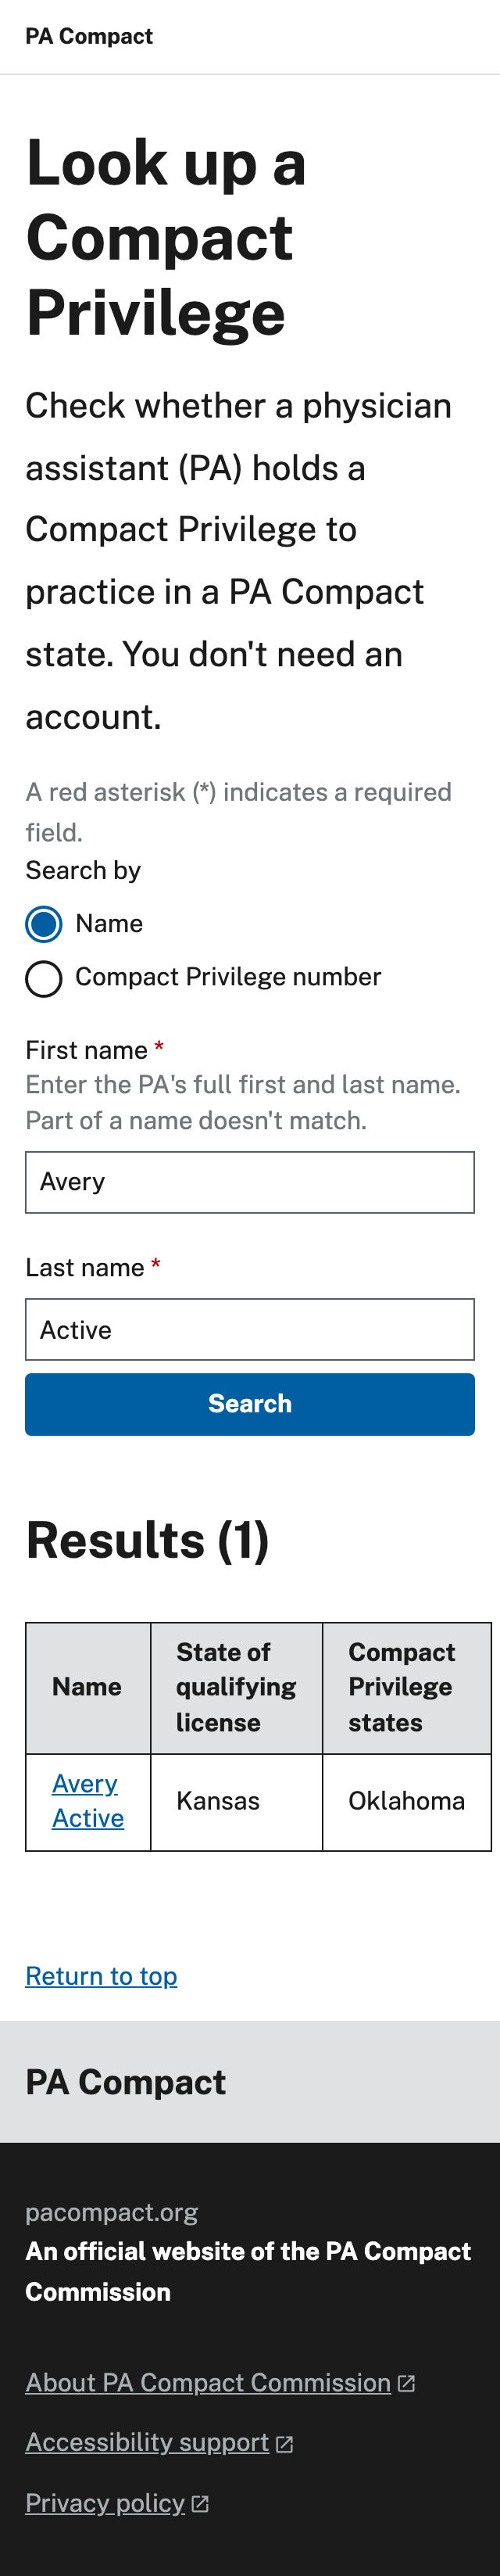 PA Compact
Look up a
Compact
Privilege
Check whether a physician
assistant (PA) holds a
Compact Privilege to
practice in a PA Compact
state. You don't need an
account.
A red asterisk (*) indicates a required
field.
Search by
Name
Compact Privilege number
First name *
Enter the PA's full first and last name.
Part of a name doesn't match.
Avery
Last name *
Active
Search
Results (1)
Name
State of
qualifying
license
Compact
Privilege
states
Avery
Active
Kansas
Oklahoma
Return to top
PA Compact
pacompact.org
An official website of the PA Compact
Commission
About PA Compact Commission
Accessibility support
Privacy policy